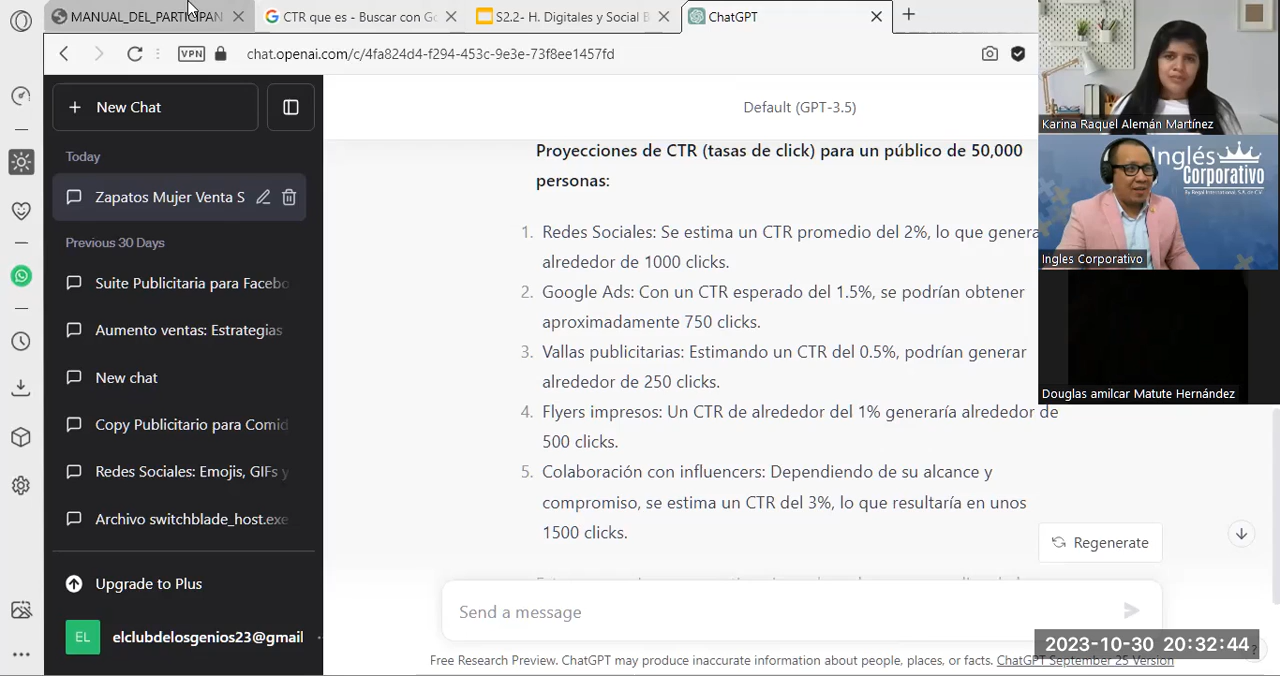 MANUAL_DEL_PARTICIPAN
CTR que es - Buscar con Go
S2.2- H. Digitales y Social B
ChatGPT
VPN
chat.openai.com/c/4fa824d4-f294-453c-9e3e-73f8ee1457fd
New Chat
Today
Zapatos Mujer Venta S
Previous 30 Days
Suite Publicitaria para Facebo
Aumento ventas: Estrategias
New chat
Copy Publicitario para Comid
Redes Sociales: Emojis, GIFs y
Archivo switchblade_host.exe
Upgrade to Plus
EL
elclubdelosgenios23@gmail
Default (GPT-3.5)
Proyecciones de CTR (tasas de click) para un público de 50,000
personas:
1. Redes Sociales: Se estima un CTR promedio del 2%, lo que genera
alrededor de 1000 clicks.
2. Google Ads: Con un CTR esperado del 1.5%, se podrían obtener
aproximadamente 750 clicks.
3. Vallas publicitarias: Estimando un CTR del 0.5%, podrían generar
alrededor de 250 clicks.
4. Flyers impresos: Un CTR de alrededor del 1% generaría alrededor de
500 clicks.
5. Colaboración con influencers: Dependiendo de su alcance y
compromiso, se estima un CTR del 3%, lo que resultaría en unos
1500 clicks.
Regenerate
Send a message
Free Research Preview. ChatGPT may produce inaccurate information about people, places, or facts. ChatGPT September 25 Version
Karina Raquel Alemán Martínez
Inglés
Corporativo
By Regal International, S.A. de C.V.
Ingles Corporativo
Douglas amilcar Matute Hernández
2023-10-30 20:32:44